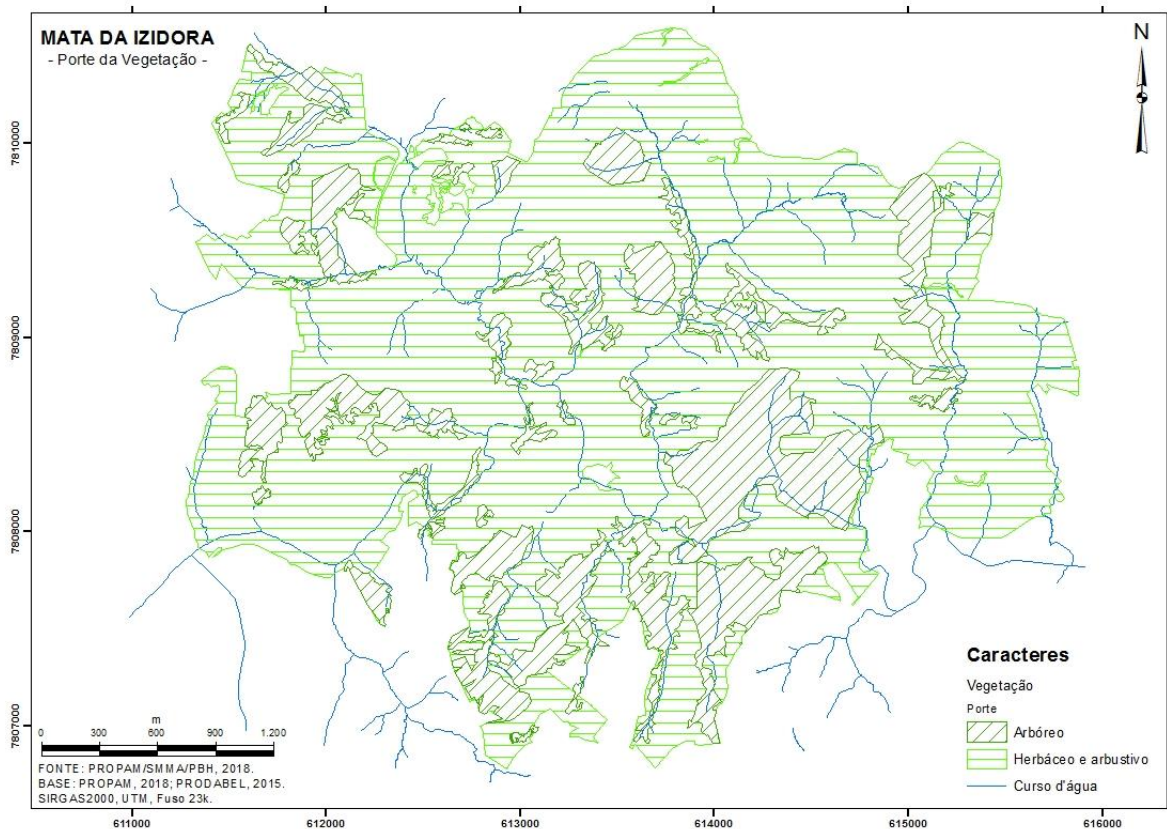 MATA DA IZIDORA
- Porte da Vegetação -
N
7810000
7809000
7808000
7807000
Caracteres
Vegetação
Porte
Arbóreo
Herbáceo e arbustivo
Curso d'água
m
0 300 600 900 1.200
FONTE: PROPAM/SMMA/PBH, 2018.
BASE: PROPAM, 2018; PRODABEL, 2015.
SIRGAS2000, UTM, Fuso 23k.
611000 612000 613000 614000 615000 616000